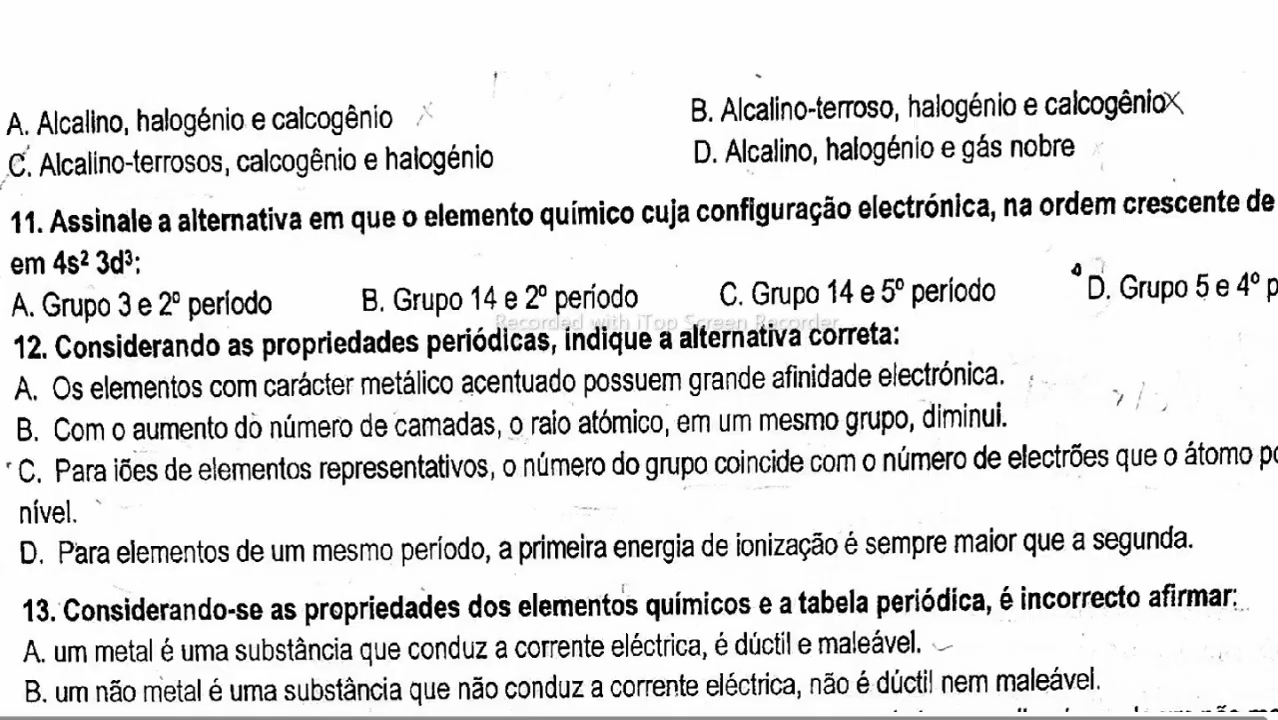 A. Alcalino, halogénio e calcogênio
B. Alcalino-terroso, halogénio e calcogênio
C. Alcalino-terrosos, calcogênio e halogénio
D. Alcalino, halogénio e gás nobre
11. Assinale a alternativa em que o elemento químico cuja configuração electrónica, na ordem crescente de
em 4s² 3d³:
A. Grupo 3 e 2º período
B. Grupo 14 e 2º período
C. Grupo 14 e 5º período
D. Grupo 5 e 4º p
Recorded with iTop Screen Recorder
12. Considerando as propriedades periódicas, indique a alternativa correta:
A. Os elementos com carácter metálico acentuado possuem grande afinidade electrónica.
B. Com o aumento do número de camadas, o raio atómico, em um mesmo grupo, diminui.
C. Para iões de elementos representativos, o número do grupo coincide com o número de electrões que o átomo po
nível.
D. Para elementos de um mesmo período, a primeira energia de ionização é sempre maior que a segunda.
13. Considerando-se as propriedades dos elementos químicos e a tabela periódica, é incorrecto afirmar:
A. um metal é uma substância que conduz a corrente eléctrica, é dúctil e maleável.
B. um não metal é uma substância que não conduz a corrente eléctrica, não é dúctil nem maleável.